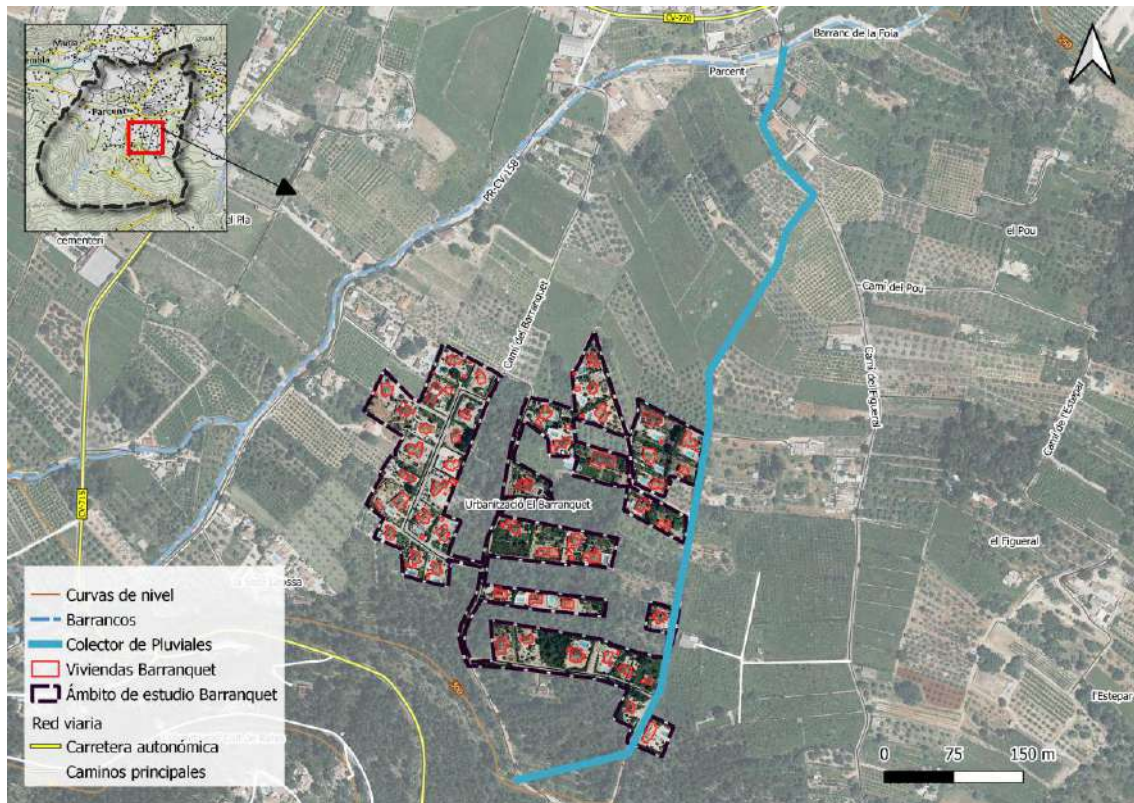 CV-720
Barranc de la Foia
Parcent
Murla
Parcent
PR-CV 158
el Pla
cementeri
el Pou
Camí del Pou
Camí del Barranquet
Camí del Figueral
Camí de l'Estepar
Urbanització El Barranquet
el Figueral
CV-715
l'Estepar
500
Curvas de nivel
Barrancos
Colector de Pluviales
Viviendas Barranquet
Ámbito de estudio Barranquet
Red viaria
Carretera autonómica
Caminos principales
0 75 150 m